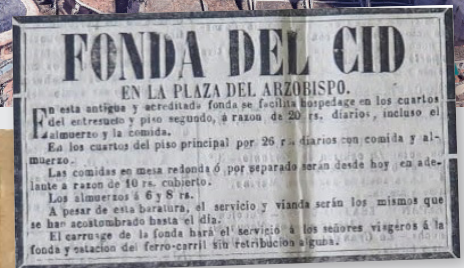 FONDA DEL CID
EN LA PLAZA DEL ARZOBISPO.
En esta antigua y acreditada fonda se facilita hospedage en los cuartos
del entresuelo y piso segundo, á razon de 20 rs. diarios, incluso el
almuerzo y la comida.
En los cuartos del piso principal por 26 rs. diarios con comida y al-
muerzo.
Las comidas en mesa redonda ó por separado serán desde hoy en ade-
lante á razon de 10 rs. cubierto.
Los almuerzos á 6 y 8 rs.
A pesar de esta baratura, el servicio y vianda serán los mismos que
se han acostumbrado hasta el dia.
El carruage de la fonda hará el servicio á los señores viageros á la
fonda y estacion del ferro-carril sin retribucion alguna.